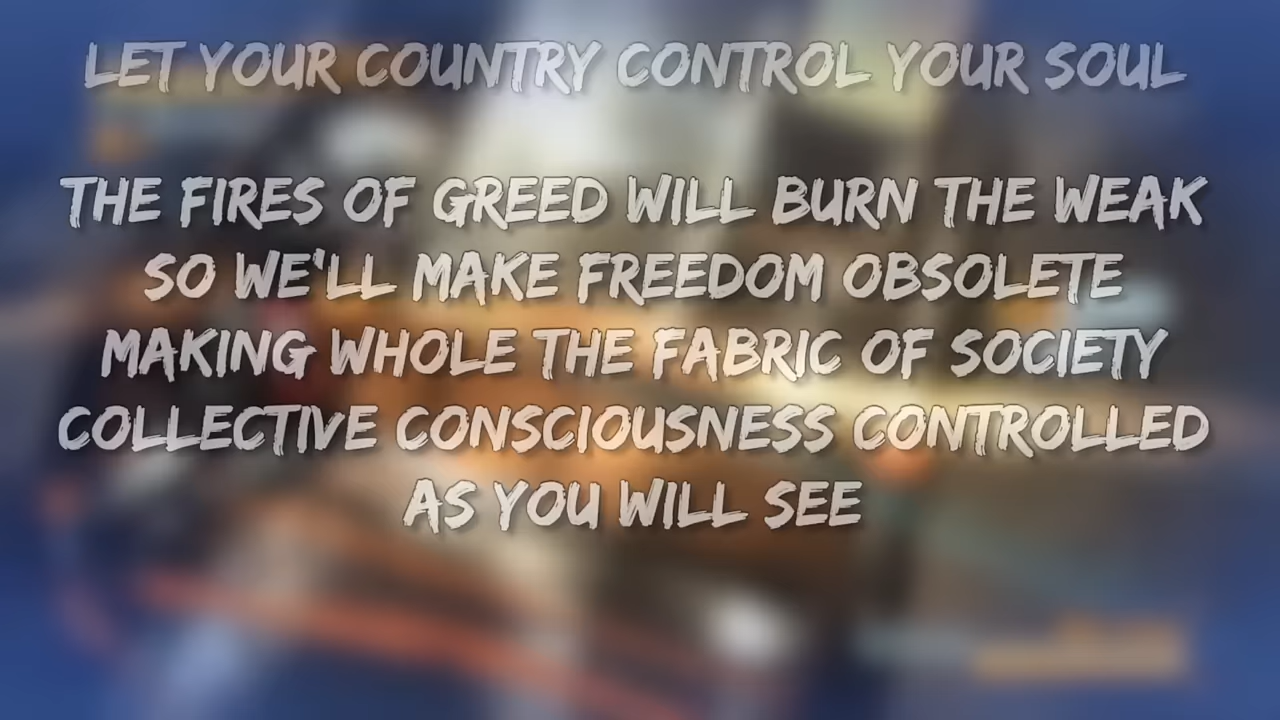 LET YOUR COUNTRY CONTROL YOUR SOUL
THE FIRES OF GREED WILL BURN THE WEAK
SO WE'LL MAKE FREEDOM OBSOLETE
MAKING WHOLE THE FABRIC OF SOCIETY
COLLECTIVE CONSCIOUSNESS CONTROLLED
AS YOU WILL SEE